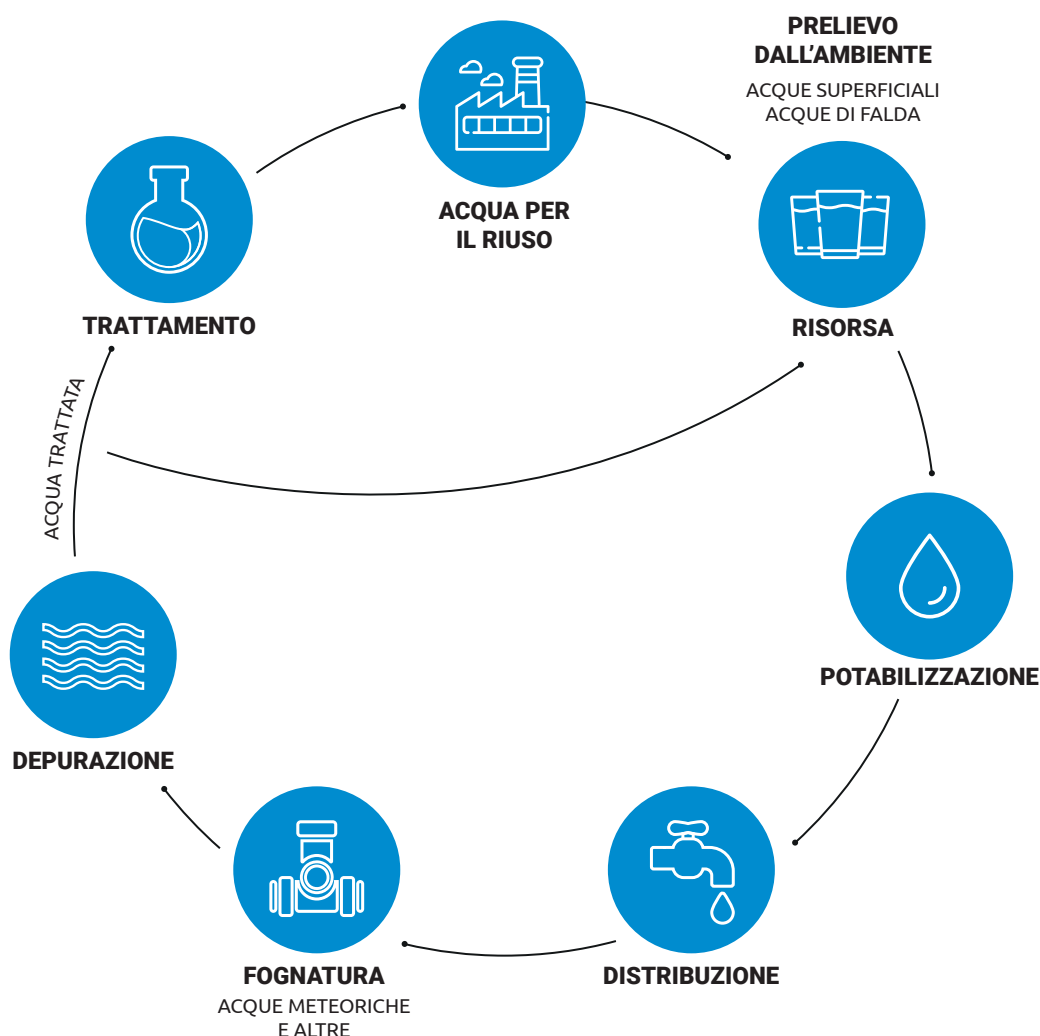 PRELIEVO
DALL'AMBIENTE
ACQUE SUPERFICIALI
ACQUE DI FALDA
ACQUA PER
IL RIUSO
TRATTAMENTO
RISORSA
ACQUA TRATTATA
POTABILIZZAZIONE
DEPURAZIONE
FOGNATURA
ACQUE METEORICHE
E ALTRE
DISTRIBUZIONE